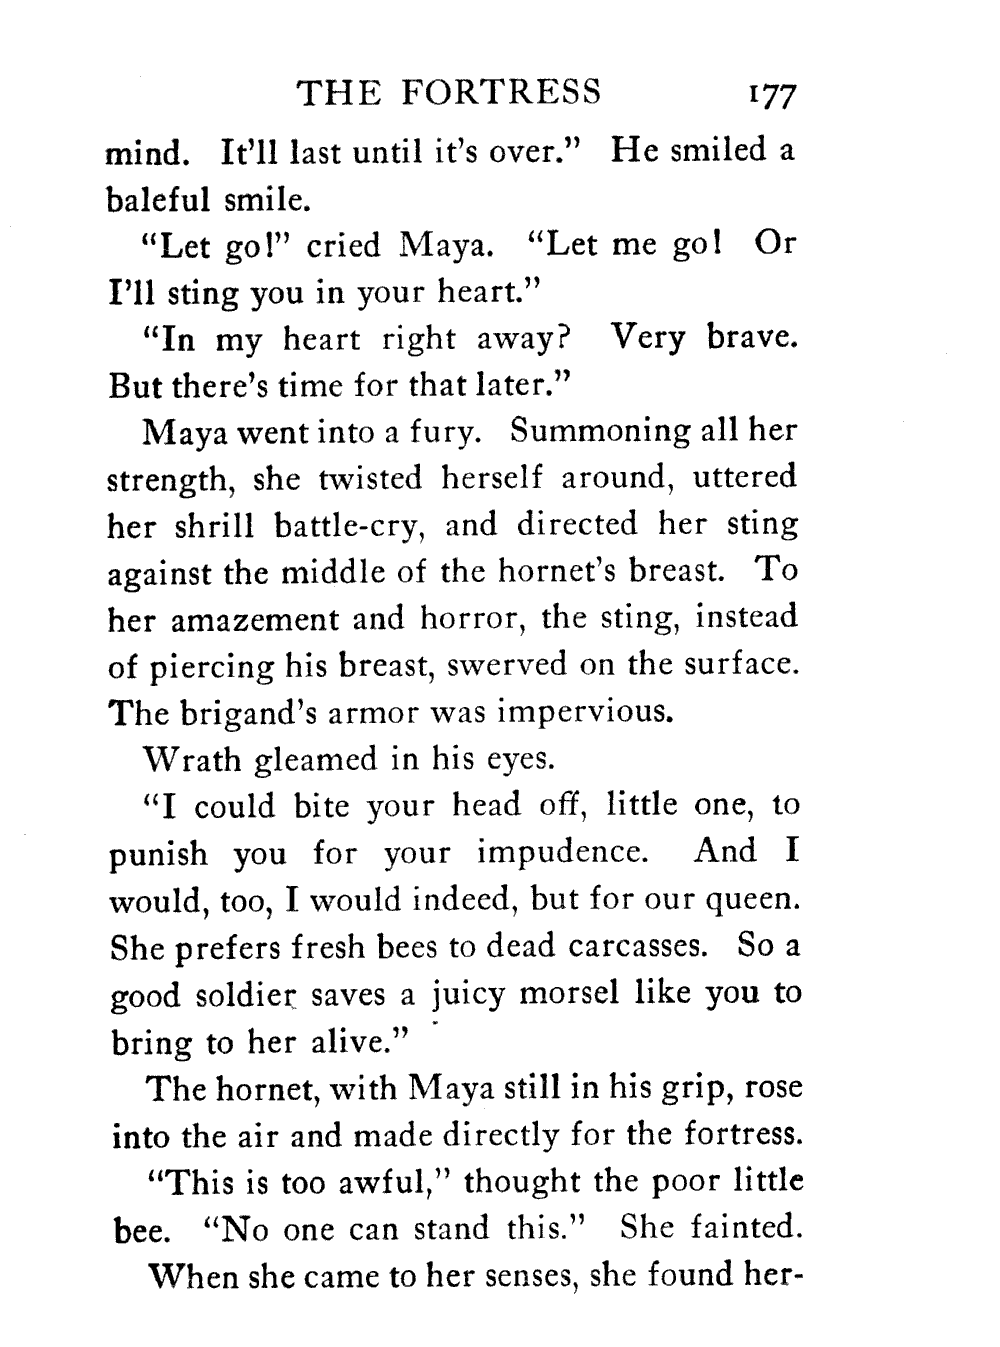 THE FORTRESS 177
mind. It’ll last until it’s over.” He smiled a
baleful smile.
“Let go!” cried Maya. “Let me go! Or
I’ll sting you in your heart.”
“In my heart right away? Very brave.
But there’s time for that later.”
Maya went into a fury. Summoning all her
strength, she twisted herself around, uttered
her shrill battle-cry, and directed her sting
against the middle of the hornet’s breast. To
her amazement and horror, the sting, instead
of piercing his breast, swerved on the surface.
The brigand’s armor was impervious.
Wrath gleamed in his eyes.
“I could bite your head off, little one, to
punish you for your impudence. And I
would, too, I would indeed, but for our queen.
She prefers fresh bees to dead carcasses. So a
good soldier saves a juicy morsel like you to
bring to her alive.”
The hornet, with Maya still in his grip, rose
into the air and made directly for the fortress.
“This is too awful,” thought the poor little
bee. “No one can stand this.” She fainted.
When she came to her senses, she found her-